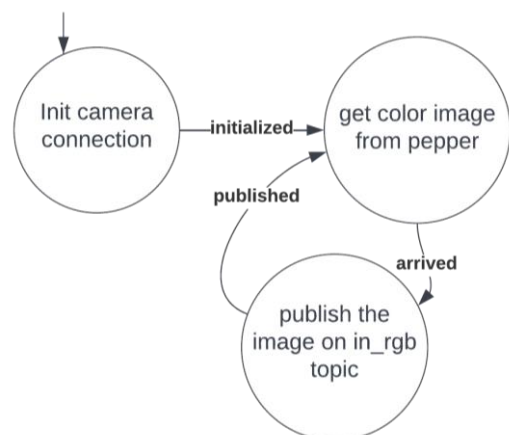 Init camera
connection
initialized
get color image
from pepper
published
arrived
publish the
image on in_rgb
topic